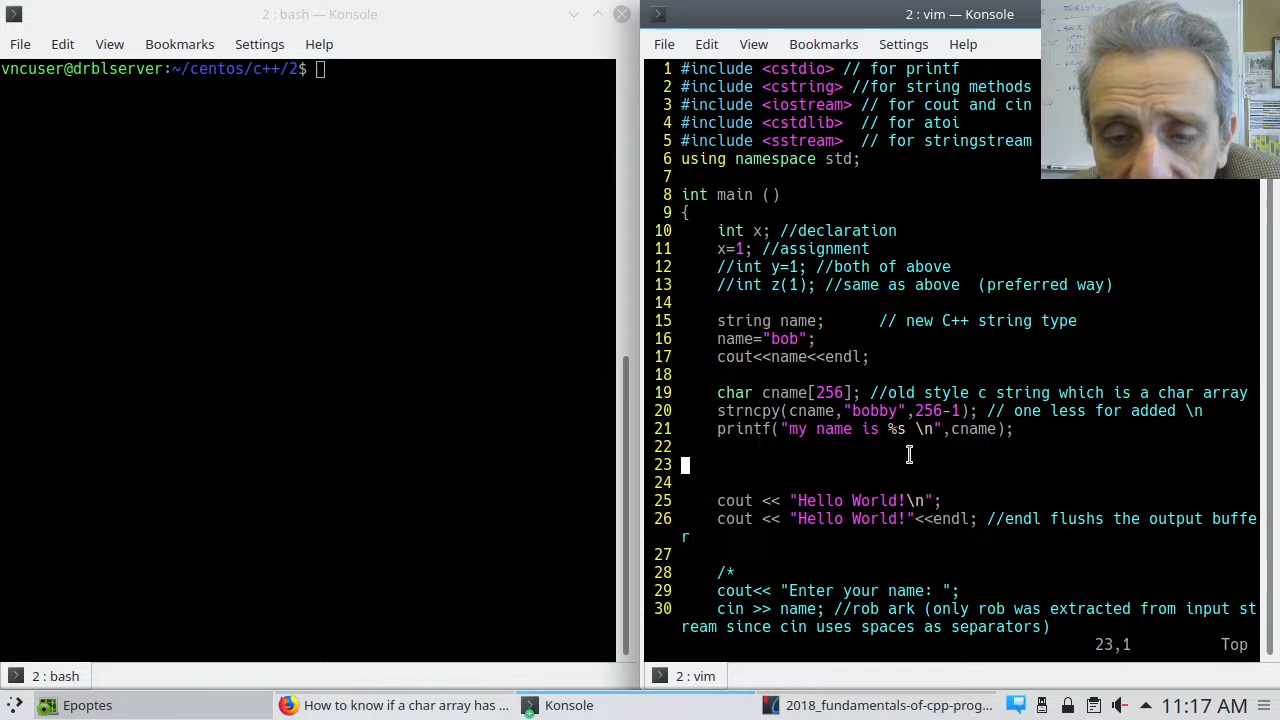 2 : bash — Konsole
File Edit View Bookmarks Settings Help
vncuser@drblserver:~/centos/c++/2$
2 : bash
2 : vim — Konsole
File Edit View Bookmarks Settings Help
1 #include <cstdio> // for printf
2 #include <cstring> //for string methods
3 #include <iostream> // for cout and cin
4 #include <cstdlib>  // for atoi
5 #include <sstream>  // for stringstream
6 using namespace std;
7
8 int main ()
9 {
10     int x; //declaration
11     x=1; //assignment
12     //int y=1; //both of above
13     //int z(1); //same as above  (preferred way)
14
15     string name;      // new C++ string type
16     name="bob";
17     cout<<name<<endl;
18
19     char cname[256]; //old style c string which is a char array
20     strncpy(cname,"bobby",256-1); // one less for added \n
21     printf("my name is %s \n",cname);
22
23
24
25     cout << "Hello World!\n";
26     cout << "Hello World!"<<endl; //endl flushs the output buffe
r
27
28     /*
29     cout<< "Enter your name: ";
30     cin >> name; //rob ark (only rob was extracted from input st
ream since cin uses spaces as separators)
23,1 Top
2 : vim
Epoptes
How to know if a char array has ...
Konsole
2018_fundamentals-of-cpp-prog...
11:17 AM